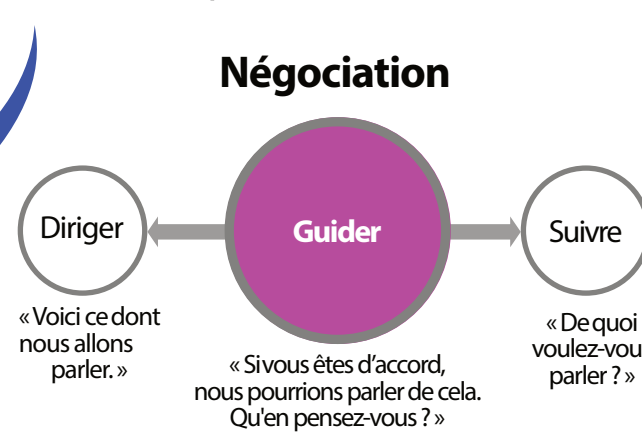 Négociation
Diriger
Guider
Suivre
« Voici ce dont
nous allons
parler. »
« Si vous êtes d’accord,
nous pourrions parler de cela.
Qu'en pensez-vous ? »
« De quoi
voulez-vou
parler ? »